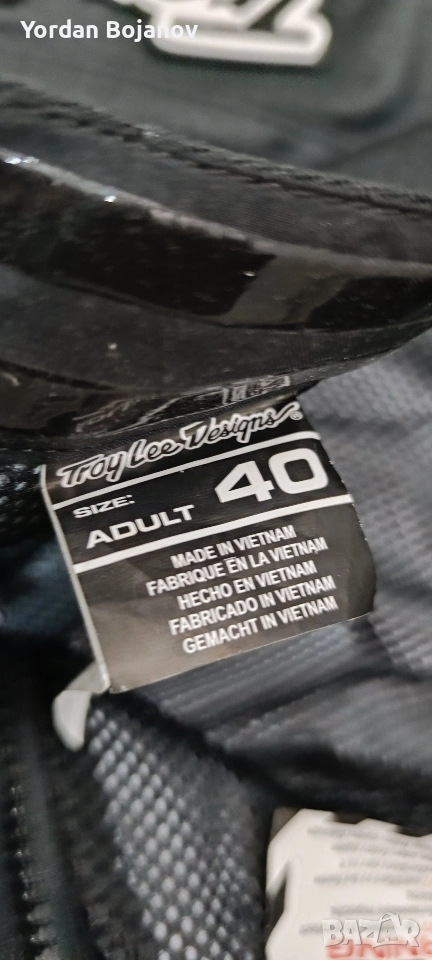 Yordan Bojanov
Troy Lee Designs
SIZE:
ADULT 40
MADE IN VIETNAM
FABRIQUE EN LA VIETNAM
HECHO EN VIETNAM
FABRICADO IN VIETNAM
GEMACHT IN VIETNAM
BAZAR